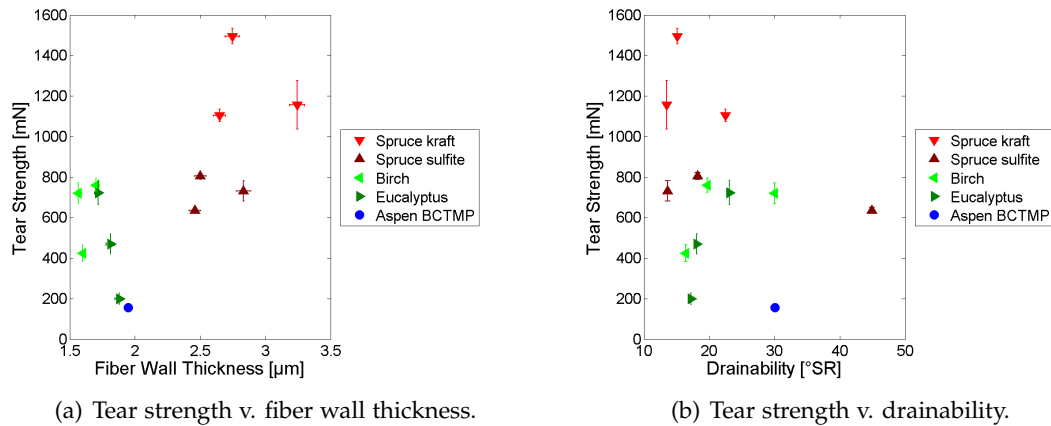 1600
1400
1200
1000
800
600
400
200
0
Tear Strength [mN]
1.5 2 2.5 3 3.5
Fiber Wall Thickness [µm]
Spruce kraft
Spruce sulfite
Birch
Eucalyptus
Aspen BCTMP
(a) Tear strength v. fiber wall thickness.
1600
1400
1200
1000
800
600
400
200
0
Tear Strength [mN]
10 20 30 40 50
Drainability [°SR]
Spruce kraft
Spruce sulfite
Birch
Eucalyptus
Aspen BCTMP
(b) Tear strength v. drainability.